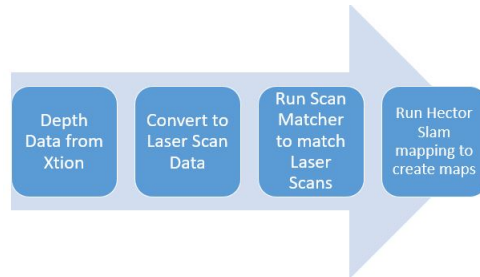 Depth
Data from
Xtion
Convert to
Laser Scan
Data
Run Scan
Matcher
to match
Laser
Scans
Run Hector
Slam
mapping to
create maps